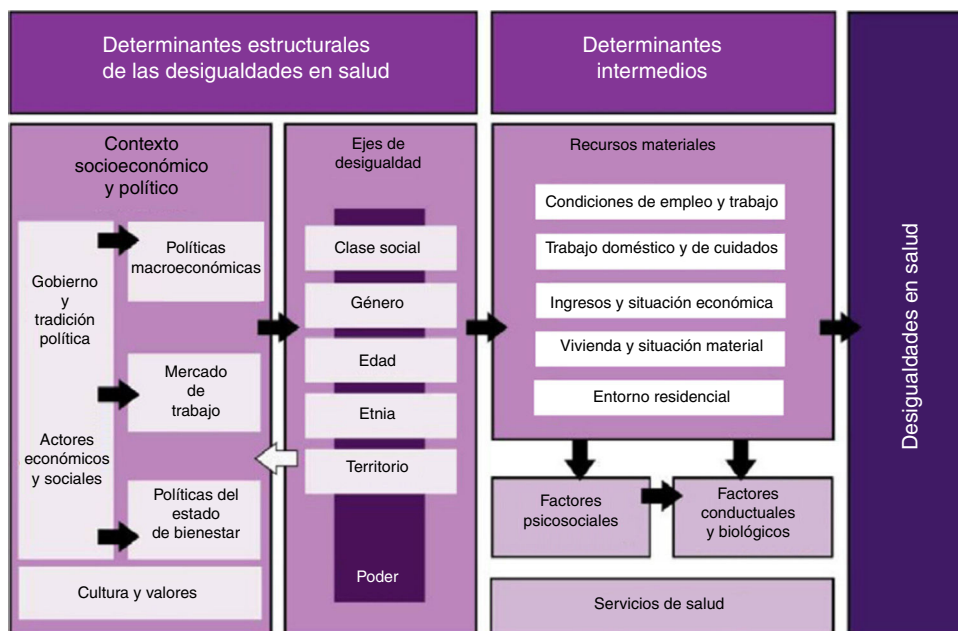 Determinantes estructurales
de las desigualdades en salud
Determinantes
intermedios
Contexto
socioeconómico
y político
Gobierno
y
tradición
política
Actores
económicos
y sociales
Políticas
macroeconómicas
Mercado
de
trabajo
Políticas del
estado
de bienestar
Cultura y valores
Ejes de
desigualdad
Clase social
Género
Edad
Etnia
Territorio
Poder
Recursos materiales
Condiciones de empleo y trabajo
Trabajo doméstico y de cuidados
Ingresos y situación económica
Vivienda y situación material
Entorno residencial
Factores
psicosociales
Factores
conductuales
y biológicos
Servicios de salud
Desigualdades en salud